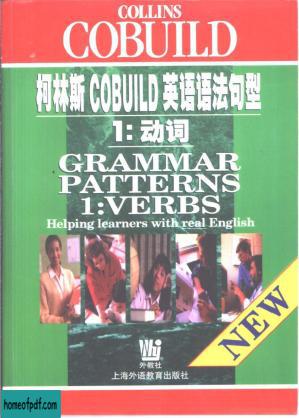 COLLINS
COBUILD
柯林斯 COBUILD 英语语法句型
1:动词
GRAMMAR
PATTERNS
1:VERBS
Helping learners with real English
NEW
外教社
上海外语教育出版社
homeofpdf.com